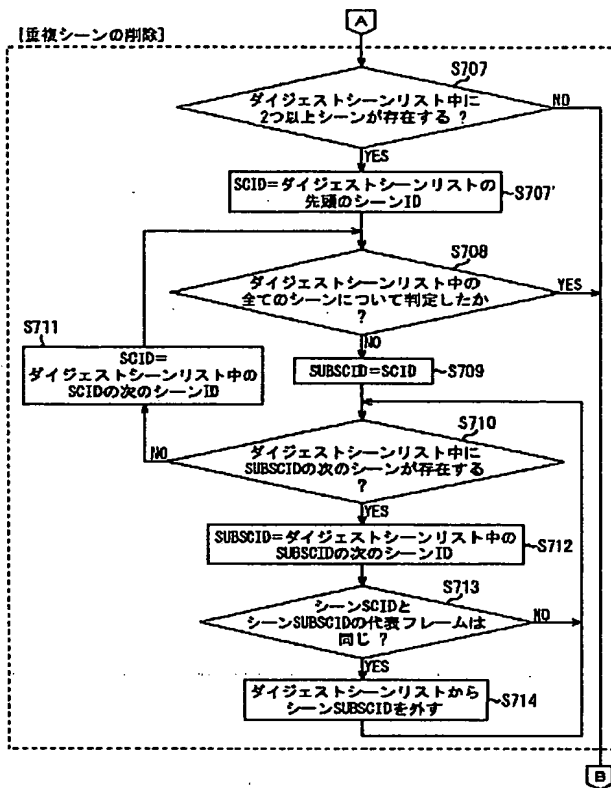 A
[重複シーンの削除]
S707
ダイジェストシーンリスト中に
2つ以上シーンが存在する ?
NO
YES
SCID=ダイジェストシーンリストの
先頭のシーンID
S707'
S708
ダイジェストシーンリスト中の
全てのシーンについて判定したか
?
YES
NO
S711
SCID=
ダイジェストシーンリスト中の
SCIDの次のシーンID
SUBSCID=SCID
S709
S710
ダイジェストシーンリスト中に
SUBSCIDの次のシーンが存在する
?
NO
YES
SUBSCID=ダイジェストシーンリスト中の
SUBSCIDの次のシーンID
S712
S713
シーンSCIDと
シーンSUBSCIDの代表フレームは
同じ ?
NO
YES
ダイジェストシーンリストから
シーンSUBSCIDを外す
S714
B